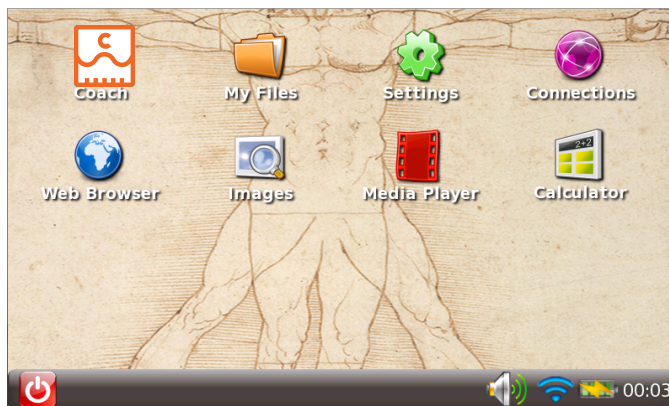 C
Coach
My Files
Settings
Connections
2+2
Web Browser
Images
Media Player
Calculator
00:03